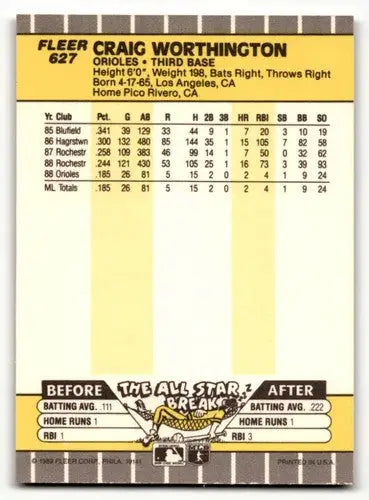 FLEER
627
CRAIG WORTHINGTON
ORIOLES • THIRD BASE
Height 6'0", Weight 198, Bats Right, Throws Right
Born 4-17-65, Los Angeles, CA
Home Pico Rivero, CA
Yr. Club Pct. G AB R H 2B 3B HR RBI SB BB SO
85 Blufield .341 39 129 33 44 9 1 7 20 3 10 19
86 Hagrstwn .300 132 480 85 144 35 1 15 105 7 82 58
87 Rochestr .258 109 383 46 99 14 1 7 50 0 32 62
88 Rochestr .244 121 430 53 105 25 1 16 73 3 39 93
88 Orioles .185 26 81 5 15 2 0 2 4 1 9 24
ML Totals .185 26 81 5 15 2 0 2 4 1 9 24
BEFORE THE ALL STAR BREAK AFTER
BATTING AVG. .111 BATTING AVG. .222
HOME RUNS 1 HOME RUNS 1
RBI 1 RBI 3
© 1989 FLEER CORP., PHILA. 19141 PRINTED IN U.S.A.